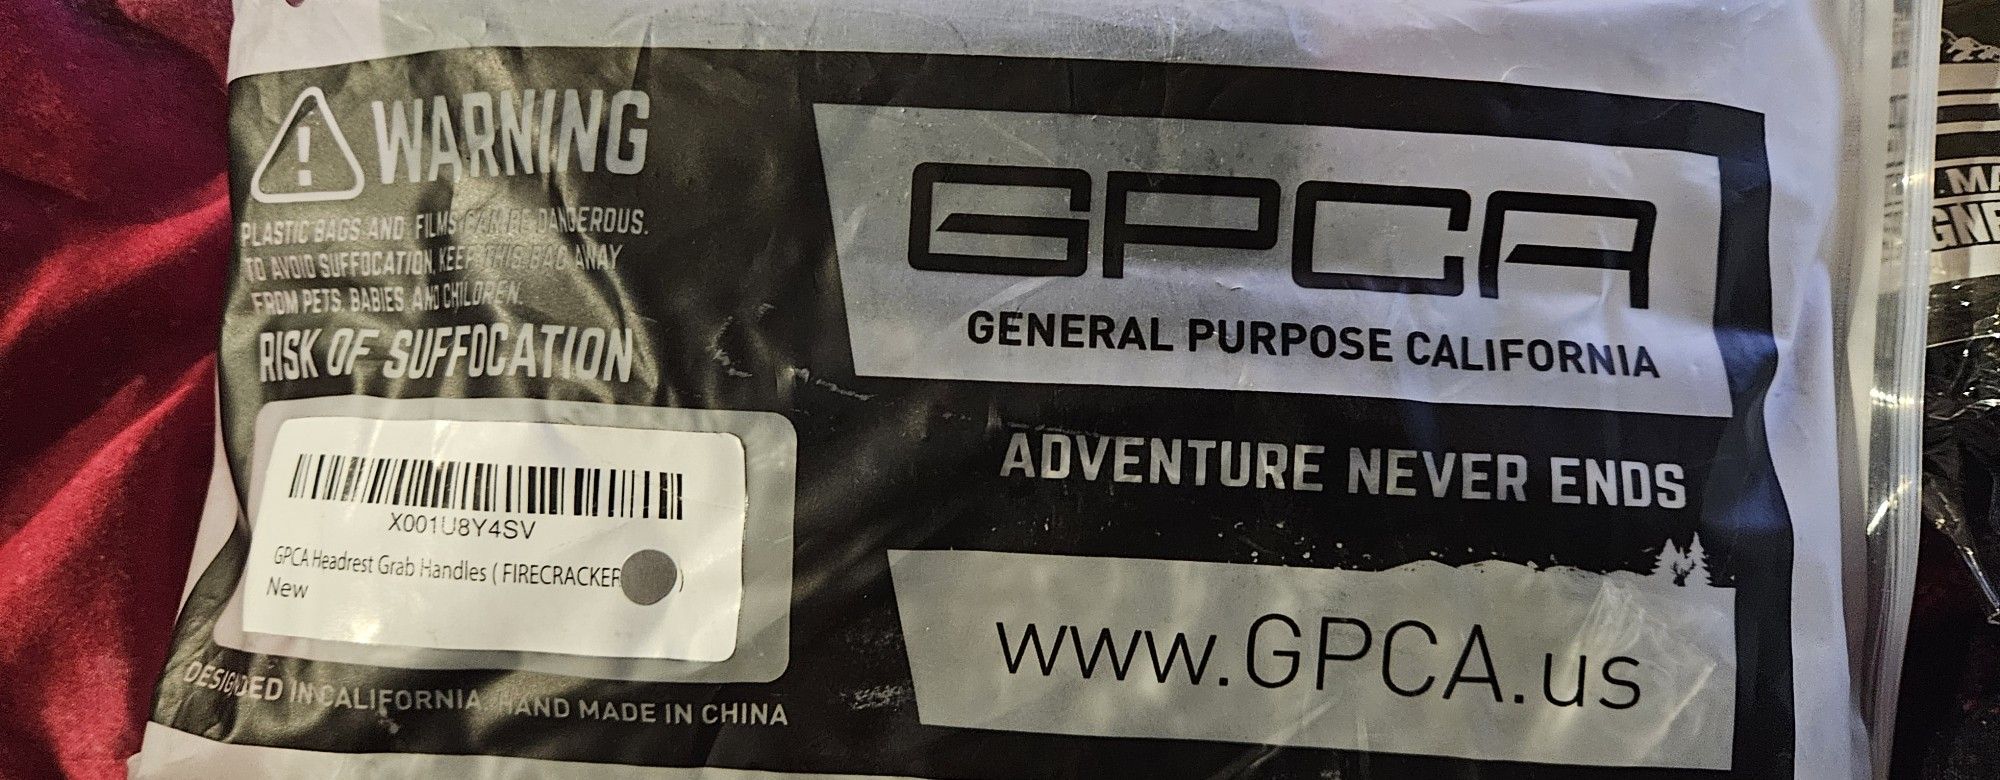 WARNING
PLASTIC BAGS AND FILMS CAN BE DANGEROUS.
TO AVOID SUFFOCATION, KEEP THIS BAG AWAY
FROM PETS, BABIES AND CHILDREN.
RISK OF SUFFOCATION
X001U8Y4SV
GPCA Headrest Grab Handles ( FIRECRACKER )
New
DESIGNED IN CALIFORNIA, HAND MADE IN CHINA
GPCA
GENERAL PURPOSE CALIFORNIA
ADVENTURE NEVER ENDS
www.GPCA.us